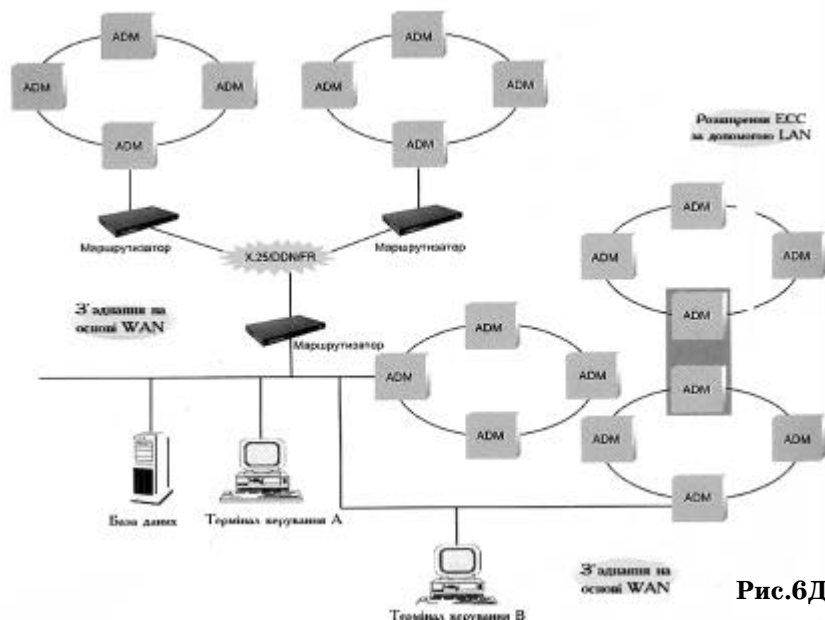 ADM
ADM
ADM
ADM
ADM
ADM
ADM
ADM
Розширення ECC
за допомогою LAN
Маршрутизатор
Маршрутизатор
X.25/DDN/FR
З'єднання на
основі WAN
Маршрутизатор
ADM
ADM
ADM
ADM
ADM
ADM
ADM
ADM
ADM
ADM
ADM
ADM
База даних
Термінал керування А
З'єднання на
основі WAN
Термінал керування В
Рис.6Д